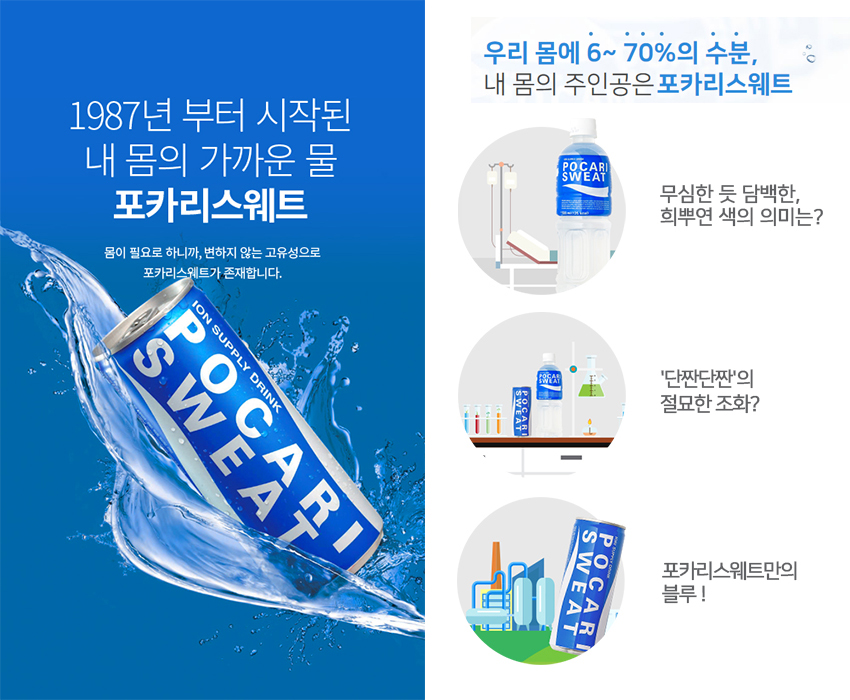 1987년 부터 시작된
내 몸의 가까운 물
포카리스웨트
몸이 필요로 하니까, 변하지 않는 고유성으로
포카리스웨트가 존재합니다.
ION SUPPLY DRINK
POCARI
SWEAT
우리 몸에 6~ 70%의 수분,
내 몸의 주인공은 포카리스웨트
POCARI
SWEAT
무심한 듯 담백한,
희뿌연 색의 의미는?
POCARI
SWEAT
POCARI
SWEAT
'단짠단짠'의
절묘한 조화?
ION SUPPLY DRINK
POCARI
SWEAT
포카리스웨트만의
블루 !